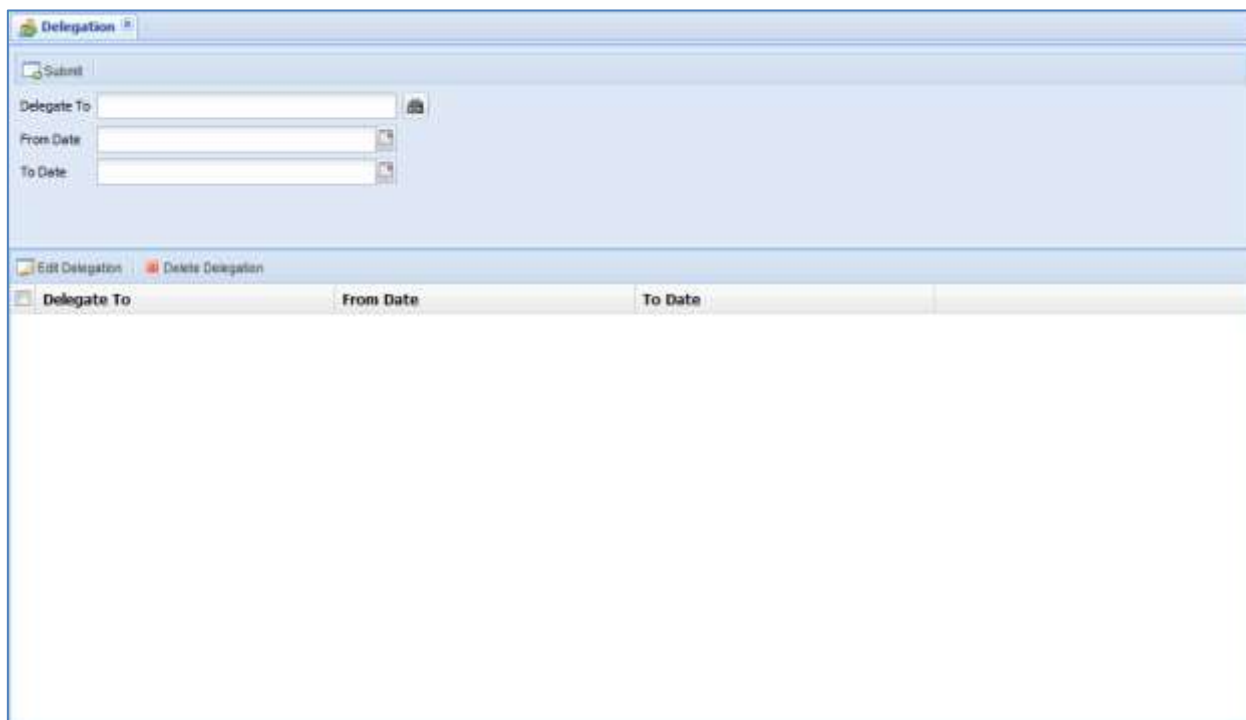 Delegation
Submit
Delegate To
From Date
To Date
Edit Delegation Delete Delegation
Delegate To From Date To Date